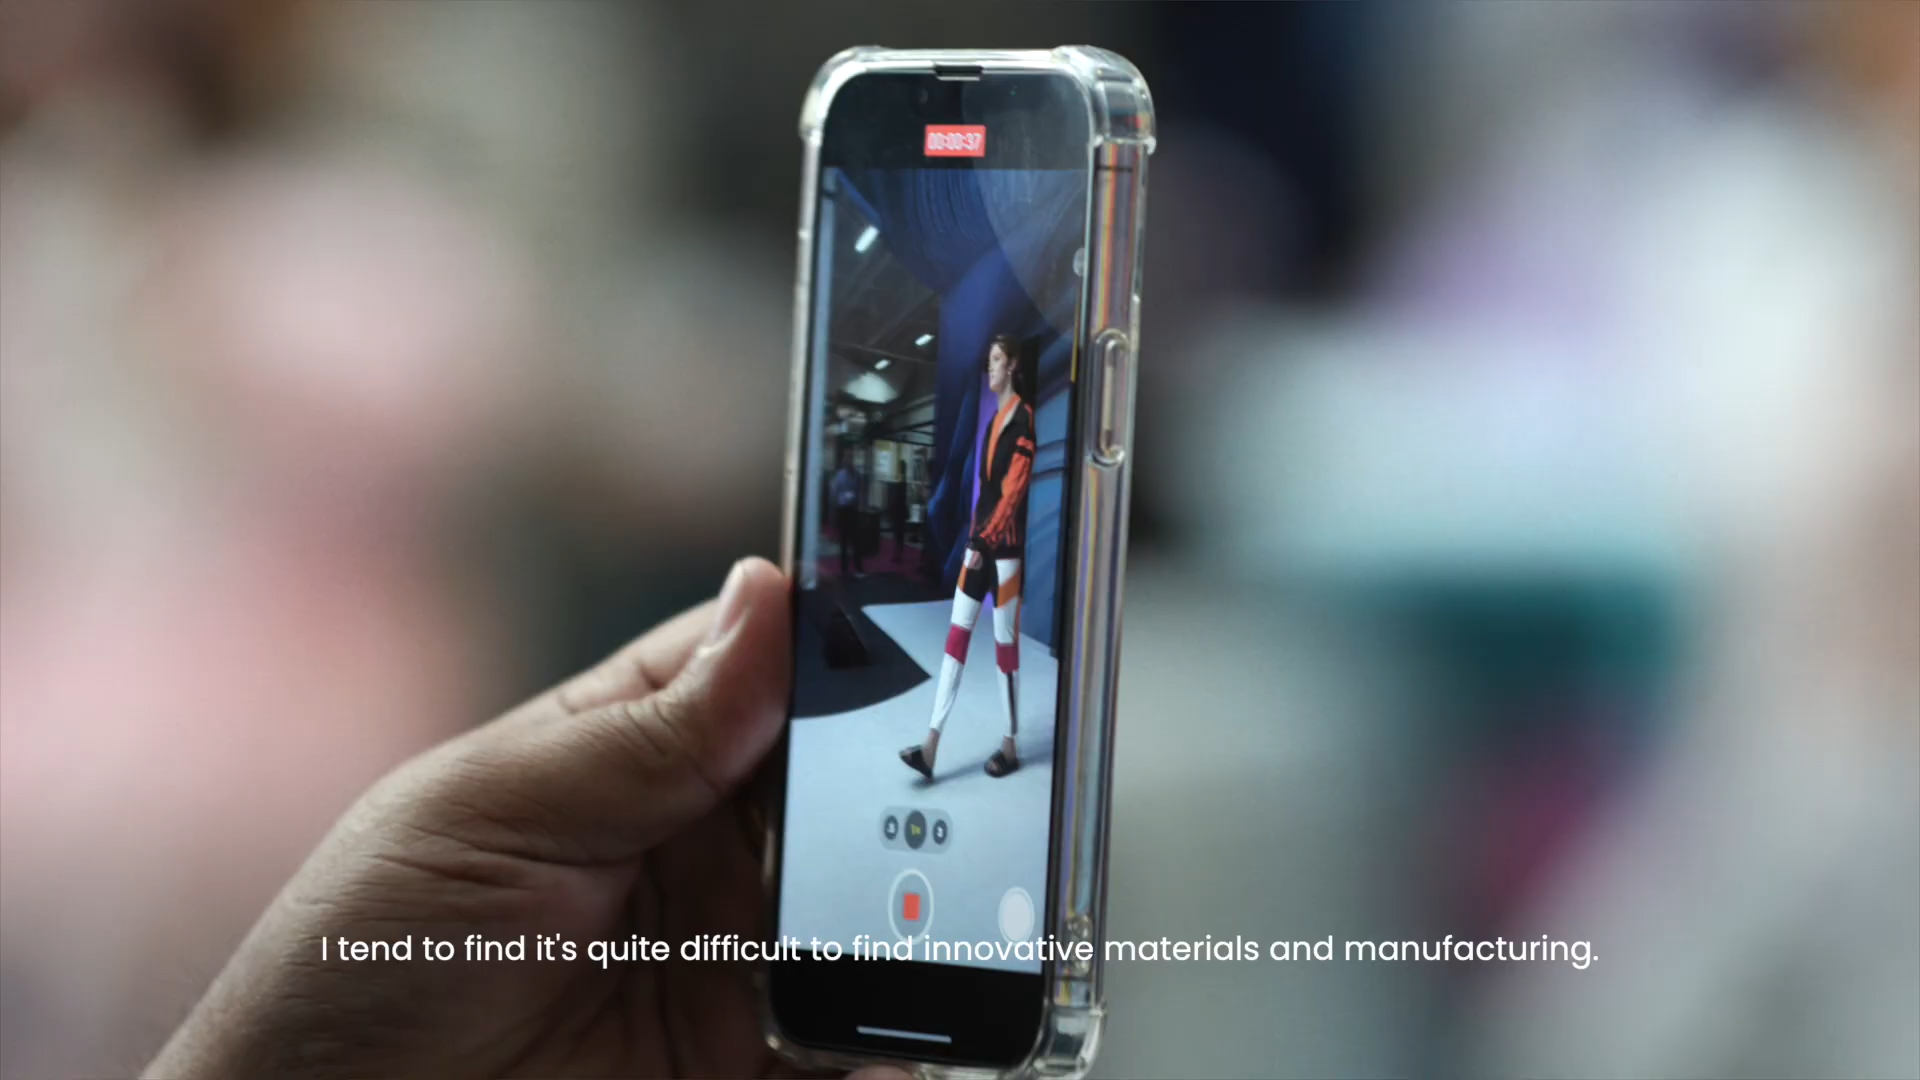 00:00:37
I tend to find it's quite difficult to find innovative materials and manufacturing.